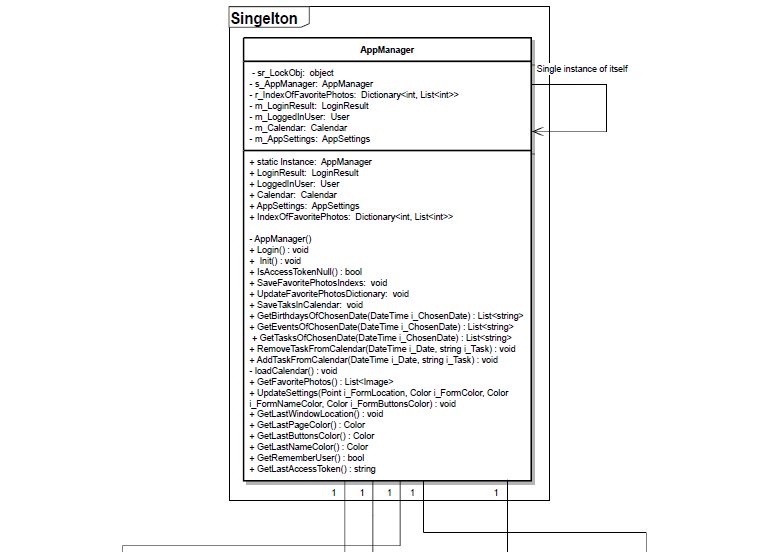 Singelton
AppManager
- sr_LockObj: object
- s_AppManager: AppManager
- r_IndexOfFavoritePhotos: Dictionary<int, List<int>>
- m_LoginResult: LoginResult
- m_LoggedInUser: User
- m_Calendar: Calendar
- m_AppSettings: AppSettings
Single instance of itself
+ static Instance: AppManager
+ LoginResult: LoginResult
+ LoggedInUser: User
+ Calendar: Calendar
+ AppSettings: AppSettings
+ IndexOfFavoritePhotos: Dictionary<int, List<int>>
- AppManager()
+ Login() : void
+ Init() : void
+ IsAccessTokenNull() : bool
+ SaveFavoritePhotosIndexs: void
+ UpdateFavoritePhotosDictionary: void
+ SaveTaksInCalendar: void
+ GetBirthdaysOfChosenDate(DateTime i_ChosenDate) : List<string>
+ GetEventsOfChosenDate(DateTime i_ChosenDate) : List<string>
+ GetTasksOfChosenDate(DateTime i_ChosenDate) : List<string>
+ RemoveTaskFromCalendar(DateTime i_Date, string i_Task) : void
+ AddTaskFromCalendar(DateTime i_Date, string i_Task) : void
- loadCalendar() : void
+ GetFavoritePhotos() : List<Image>
+ UpdateSettings(Point i_FormLocation, Color i_FormColor, Color
i_FormNameColor, Color i_FormButtonsColor) : void
+ GetLastWindowLocation() : void
+ GetLastPageColor() : Color
+ GetLastButtonsColor() : Color
+ GetLastNameColor() : Color
+ GetRememberUser() : bool
+ GetLastAccessToken() : string
1 1 1 1 1